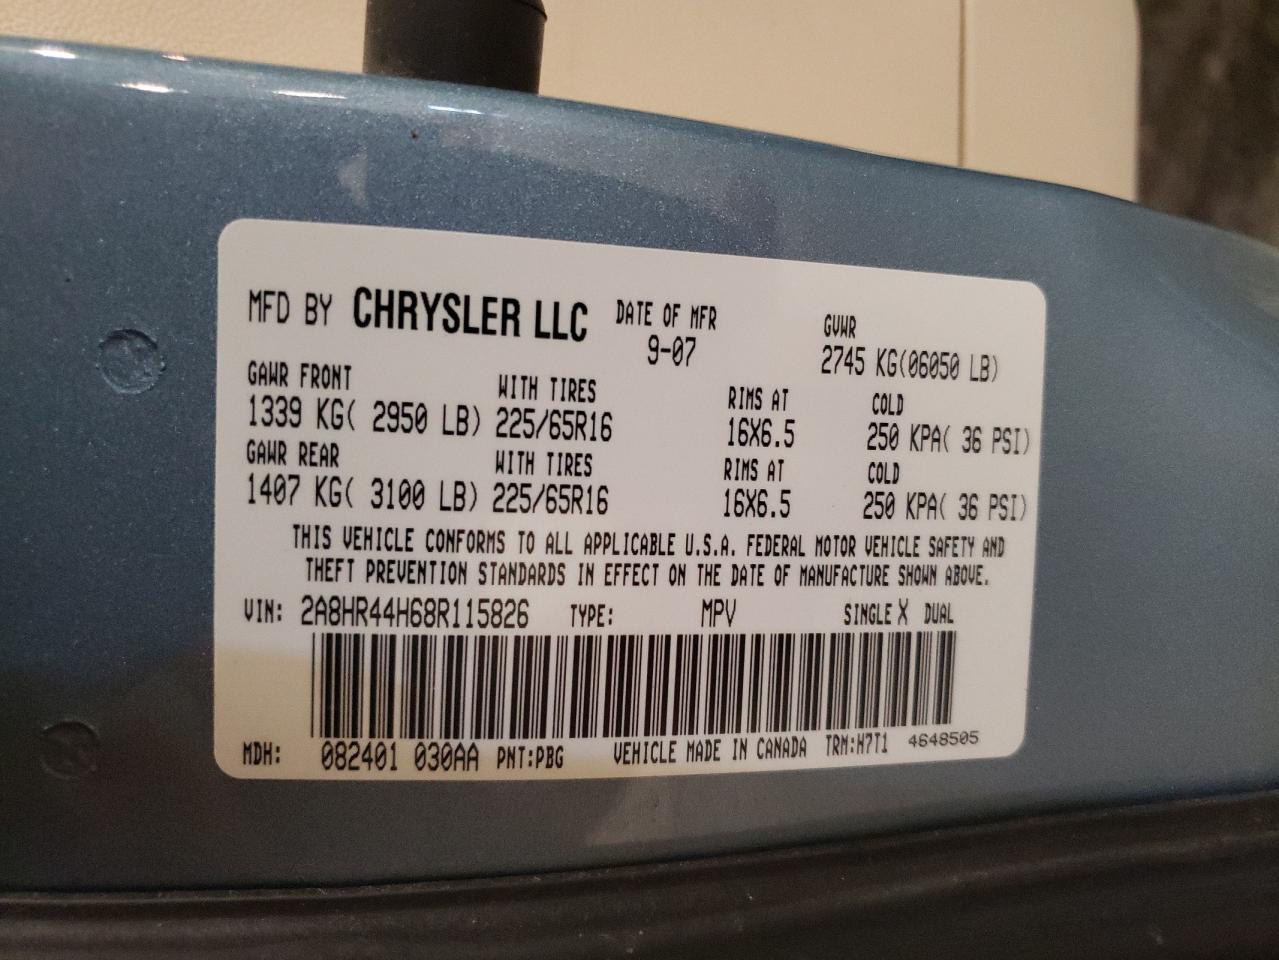 MFD BY CHRYSLER LLC DATE OF MFR GVWR
9-07 2745 KG(06050 LB)
GAWR FRONT WITH TIRES RIMS AT COLD
1339 KG( 2950 LB) 225/65R16 16X6.5 250 KPA( 36 PSI)
GAWR REAR WITH TIRES RIMS AT COLD
1407 KG( 3100 LB) 225/65R16 16X6.5 250 KPA( 36 PSI)
THIS VEHICLE CONFORMS TO ALL APPLICABLE U.S.A. FEDERAL MOTOR VEHICLE SAFETY AND
THEFT PREVENTION STANDARDS IN EFFECT ON THE DATE OF MANUFACTURE SHOWN ABOVE.
VIN: 2A8HR44H68R115826 TYPE: MPV SINGLE X DUAL
MDH: 082401 030AA PNT:PBG VEHICLE MADE IN CANADA TRM:H7T1 4648505